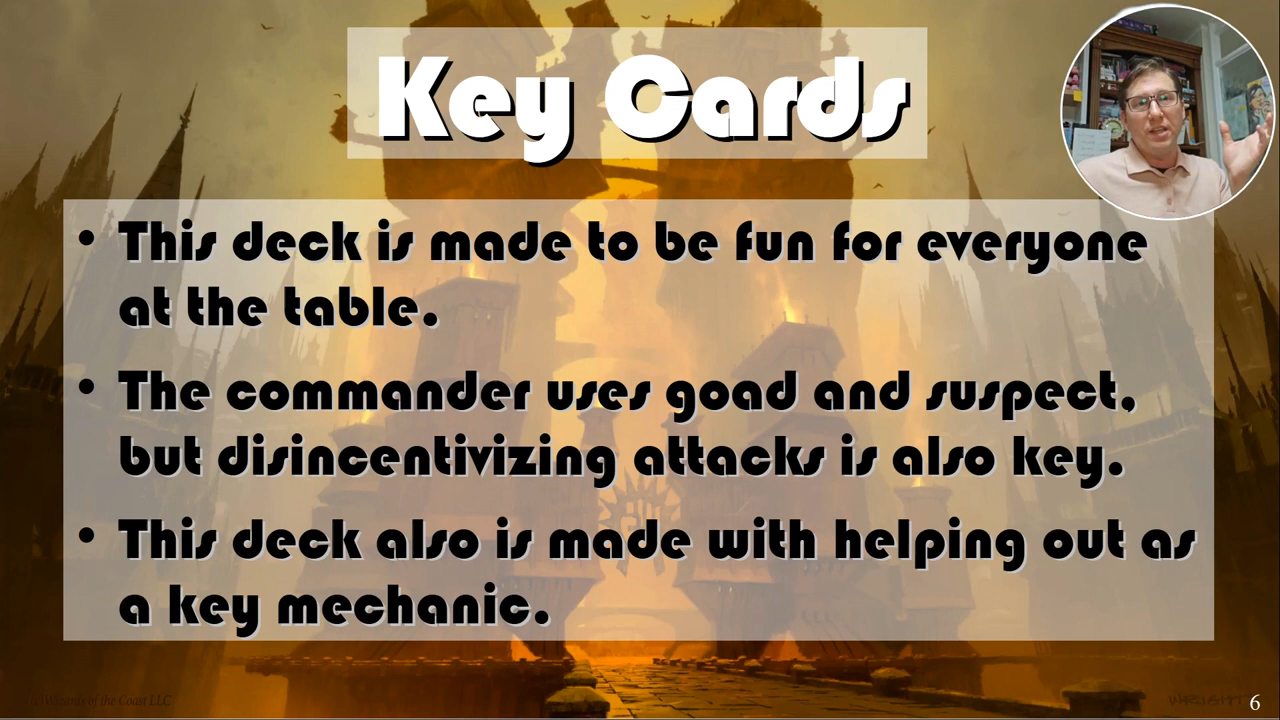 Key Cards
• This deck is made to be fun for everyone
at the table.
• The commander uses goad and suspect,
but disincentivizing attacks is also key.
• This deck also is made with helping out as
a key mechanic.
Wizards of the Coast LLC
6